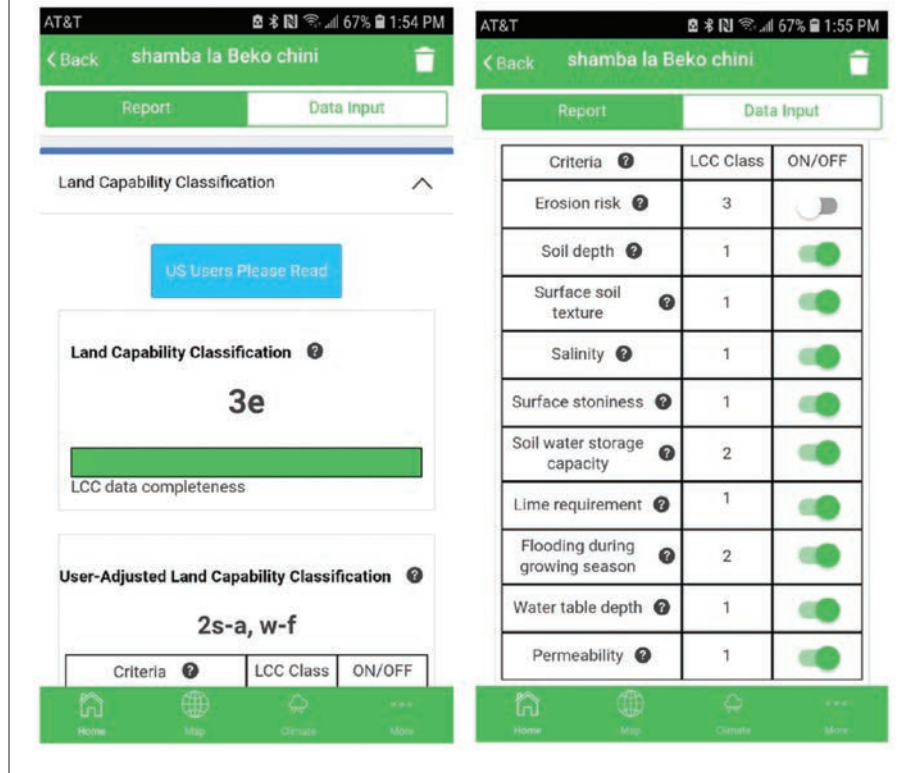 AT&T 67% 1:54 PM
Back shamba la Beko chini
Report Data Input
Land Capability Classification
US Users Please Read
Land Capability Classification ?
3e
LCC data completeness
User-Adjusted Land Capability Classification ?
2s-a, w-f
Criteria ? LCC Class ON/OFF
Home Map Climate More
AT&T 67% 1:55 PM
Back shamba la Beko chini
Report Data Input
Criteria ? LCC Class ON/OFF
Erosion risk ? 3
Soil depth ? 1
Surface soil
texture ? 1
Salinity ? 1
Surface stoniness ? 1
Soil water storage
capacity ? 2
Lime requirement ? 1
Flooding during
growing season ? 2
Water table depth ? 1
Permeability ? 1
Home Map Climate More